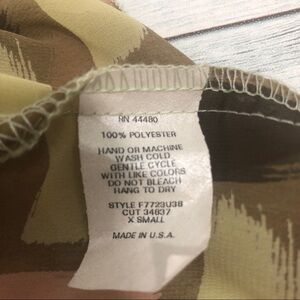 RN 44480
100% POLYESTER
HAND OR MACHINE
WASH COLD
GENTLE CYCLE
WITH LIKE COLORS
DO NOT BLEACH
HANG TO DRY
STYLE F7723U38
CUT 34637
X SMALL
MADE IN U.S.A.